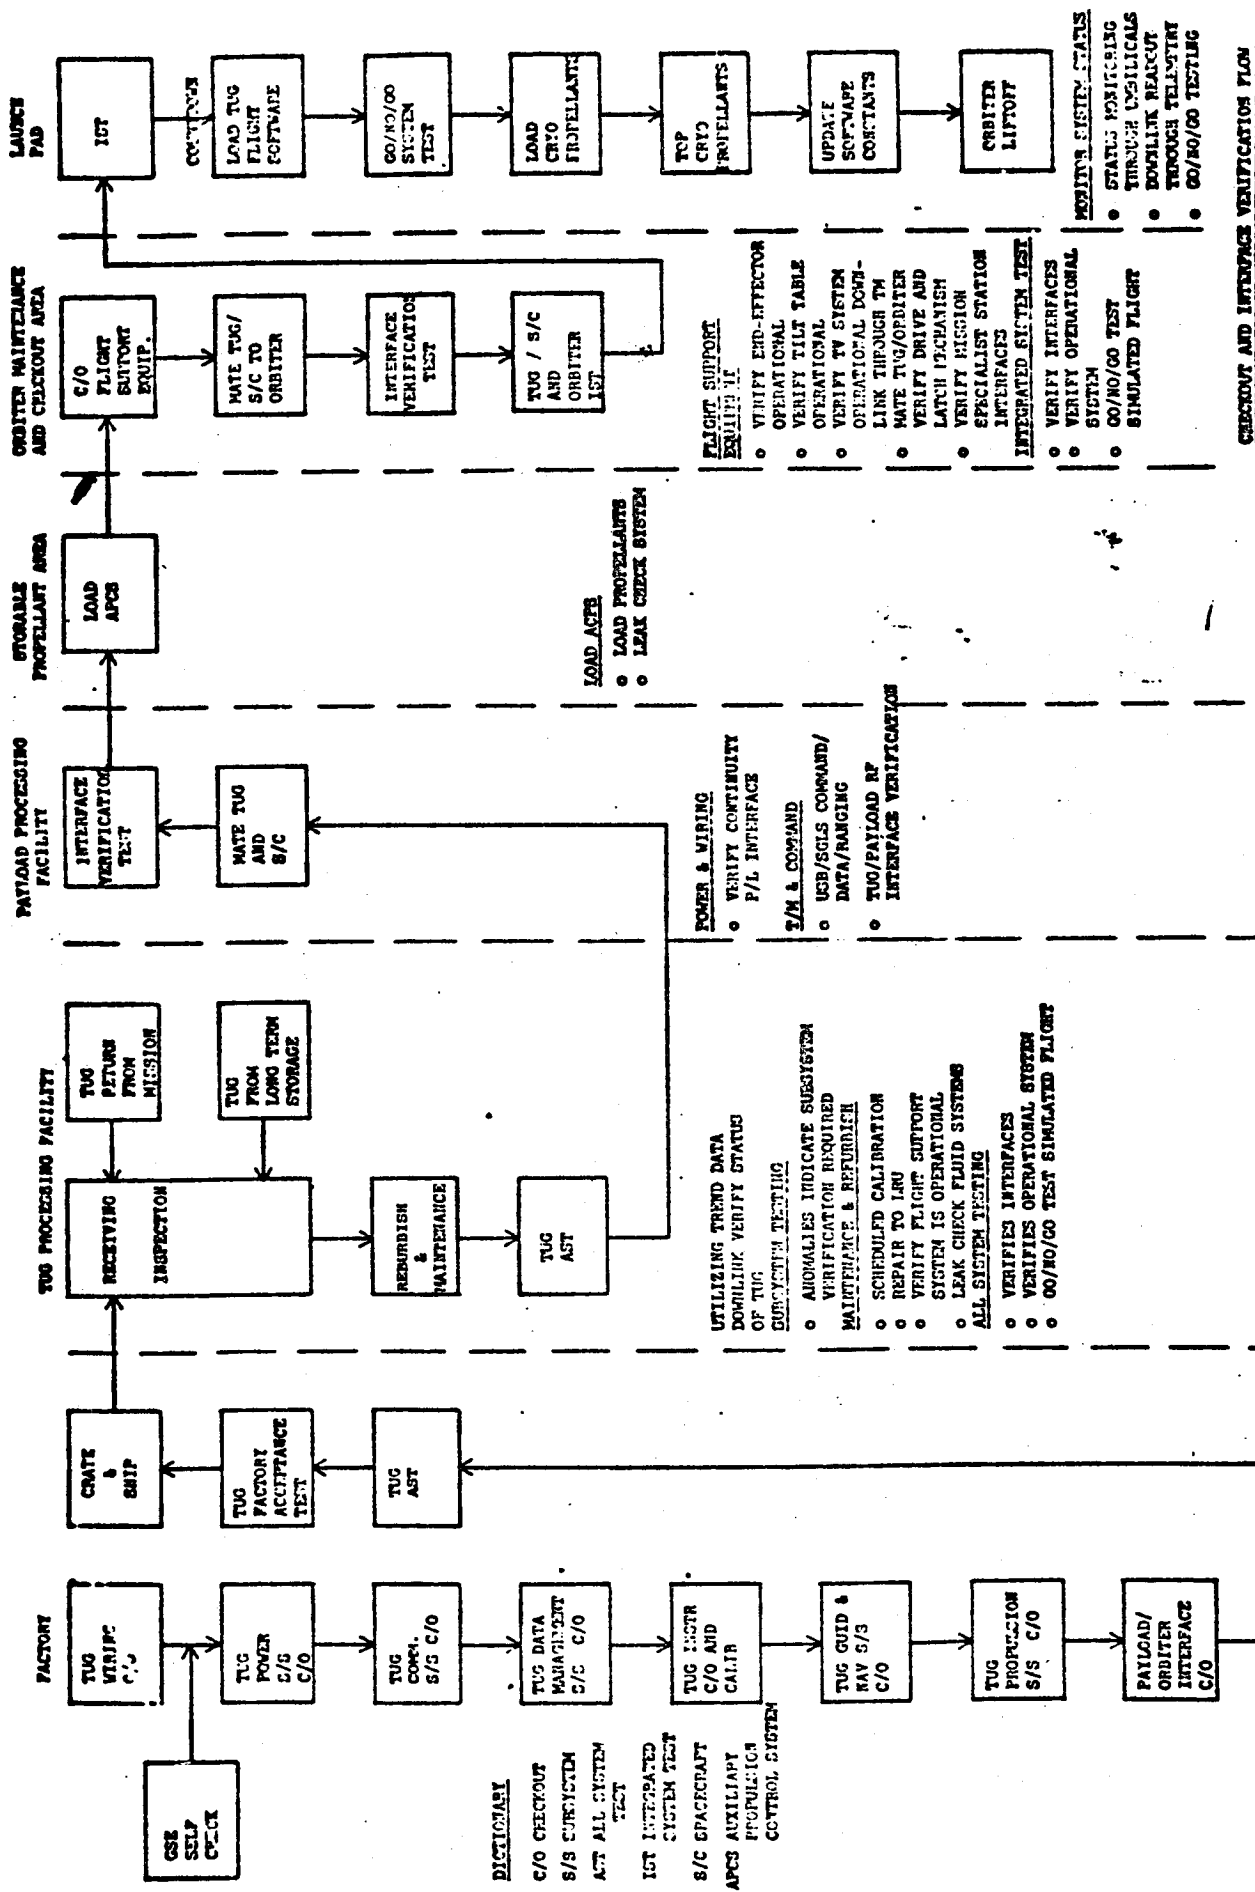 FACTORY
GSE
SELF
CHECK
TUG
WIRING
C/O
TUG
POWER
S/S
C/O
TUG
COMM.
S/S C/O
TUG DATA
MANAGEMENT
S/S C/O
TUG INSTR
C/O AND
CALIB
TUG GUID &
NAV S/S
C/O
TUG
PROPULSION
S/S C/O
PAYLOAD/
ORBITER
INTERFACE
C/O
TUG
AST
TUG
FACTORY
ACCEPTANCE
TEST
CRATE
&
SHIP
DICTIONARY
C/O CHECKOUT
S/S SUBSYSTEM
AST ALL SYSTEM
TEST
IST INTEGRATED
SYSTEM TEST
S/C SPACECRAFT
APCS AUXILIARY
PROPULSION
CONTROL SYSTEM
TUG PROCESSING FACILITY
RECEIVING
INSPECTION
TUG
RETURN
FROM
MISSION
TUG
FROM
LONG TERM
STORAGE
REBURBISH
&
MAINTENANCE
TUG
AST
UTILIZING TREND DATA
DOWNLINK VERIFY STATUS
OF TUG
SUBSYSTEM TESTING
o ANOMALIES INDICATE SUBSYSTEM
VERIFICATION REQUIRED
MAINTENANCE & REFURBISH
o SCHEDULED CALIBRATION
o REPAIR TO LRU
o VERIFY FLIGHT SUPPORT
SYSTEM IS OPERATIONAL
o LEAK CHECK FLUID SYSTEMS
ALL SYSTEM TESTING
o VERIFIES INTERFACES
o VERIFIES OPERATIONAL SYSTEM
o GO/NO/GO TEST SIMULATED FLIGHT
PAYLOAD PROCESSING
FACILITY
INTERFACE
VERIFICATION
TEST
MATE TUG
AND
S/C
POWER & WIRING
o VERIFY CONTINUITY
P/L INTERFACE
T/M & COMMAND
o USB/SGLS COMMAND/
DATA/RANGING
o TUG/PAYLOAD RF
INTERFACE VERIFICATION
STORABLE
PROPELLANT AREA
LOAD
APCS
LOAD ACPS
o LOAD PROPELLANTS
o LEAK CHECK SYSTEM
ORBITER MAINTENANCE
AND CHECKOUT AREA
C/O
FLIGHT
SUPPORT
EQUIP.
MATE TUG/
S/C TO
ORBITER
INTERFACE
VERIFICATION
TEST
TUG / S/C
AND
ORBITER
IST
FLIGHT SUPPORT
EQUIPMENT
o VERIFY END-EFFECTOR
OPERATIONAL
o VERIFY TILT TABLE
OPERATIONAL
o VERIFY TV SYSTEM
OPERATIONAL DOWN-
LINK THROUGH TM
o MATE TUG/ORBITER
VERIFY DRIVE AND
LATCH MECHANISM
o VERIFY MISSION
SPECIALIST STATION
INTERFACES
INTEGRATED SYSTEM TEST
o VERIFY INTERFACES
o VERIFY OPERATIONAL
SYSTEM
o GO/NO/GO TEST
SIMULATED FLIGHT
LAUNCH
PAD
IST
COUNTDOWN
LOAD TUG
FLIGHT
SOFTWARE
GO/NO/GO
SYSTEM
TEST
LOAD
CRYO
PROPELLANTS
TOP
CRYO
PROPELLANTS
UPDATE
SOFTWARE
CONSTANTS
ORBITER
LIFTOFF
MONITOR SYSTEM STATUS
o STATUS MONITORING
THROUGH UMBILICALS
o DOWNLINK READOUT
THROUGH TELEMETRY
o GO/NO/GO TESTING
CHECKOUT AND INTERFACE VERIFICATION FLOW